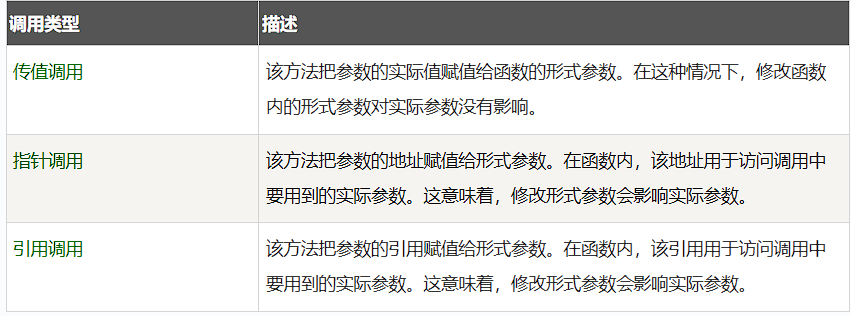 调用类型 描述
传值调用 该方法把参数的实际值赋值给函数的形式参数。在这种情况下，修改函数
内的形式参数对实际参数没有影响。
指针调用 该方法把参数的地址赋值给形式参数。在函数内，该地址用于访问调用中
要用到的实际参数。这意味着，修改形式参数会影响实际参数。
引用调用 该方法把参数的引用赋值给形式参数。在函数内，该引用用于访问调用中
要用到的实际参数。这意味着，修改形式参数会影响实际参数。